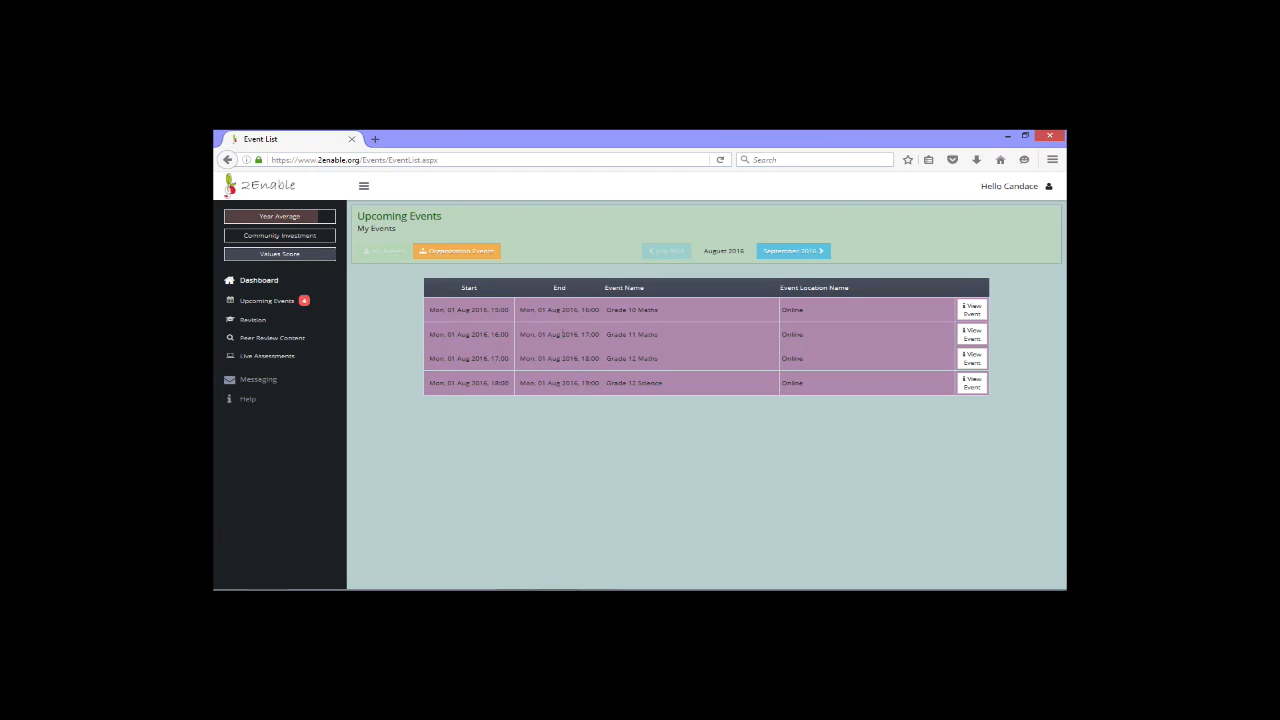 Event List
https://www.2enable.org/Events/EventList.aspx
Search
2Enable
Hello Candace
Year Average
Community Investment
Values Score
Dashboard
Upcoming Events 4
Revision
Peer Review Content
Live Assessments
Messaging
Help
Upcoming Events
My Events
My Events Organisation Events July 2016 August 2016 September 2016
Start End Event Name Event Location Name
Mon, 01 Aug 2016, 15:00 Mon, 01 Aug 2016, 16:00 Grade 10 Maths Online View Event
Mon, 01 Aug 2016, 16:00 Mon, 01 Aug 2016, 17:00 Grade 11 Maths Online View Event
Mon, 01 Aug 2016, 17:00 Mon, 01 Aug 2016, 18:00 Grade 12 Maths Online View Event
Mon, 01 Aug 2016, 18:00 Mon, 01 Aug 2016, 19:00 Grade 12 Science Online View Event